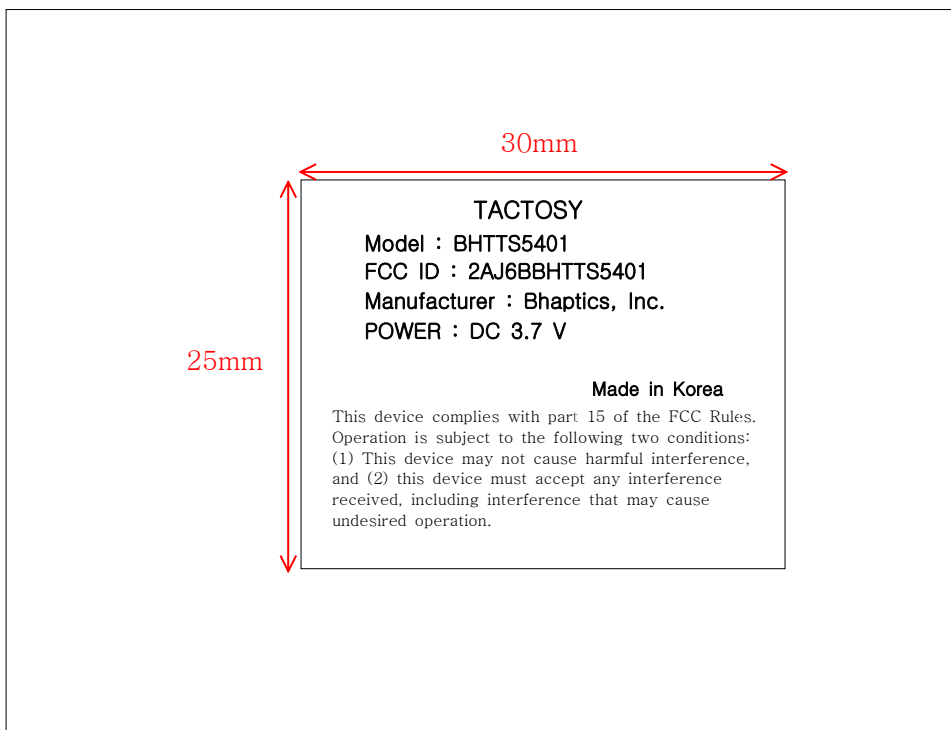 30mm
TACTOSY
Model : BHTTS5401
FCC ID : 2AJ6BBHTTS5401
Manufacturer : Bhaptics, Inc.
POWER : DC 3.7 V
25mm
Made in Korea
This device complies with part 15 of the FCC Rules.
Operation is subject to the following two conditions:
(1) This device may not cause harmful interference,
and (2) this device must accept any interference
received, including interference that may cause
undesired operation.